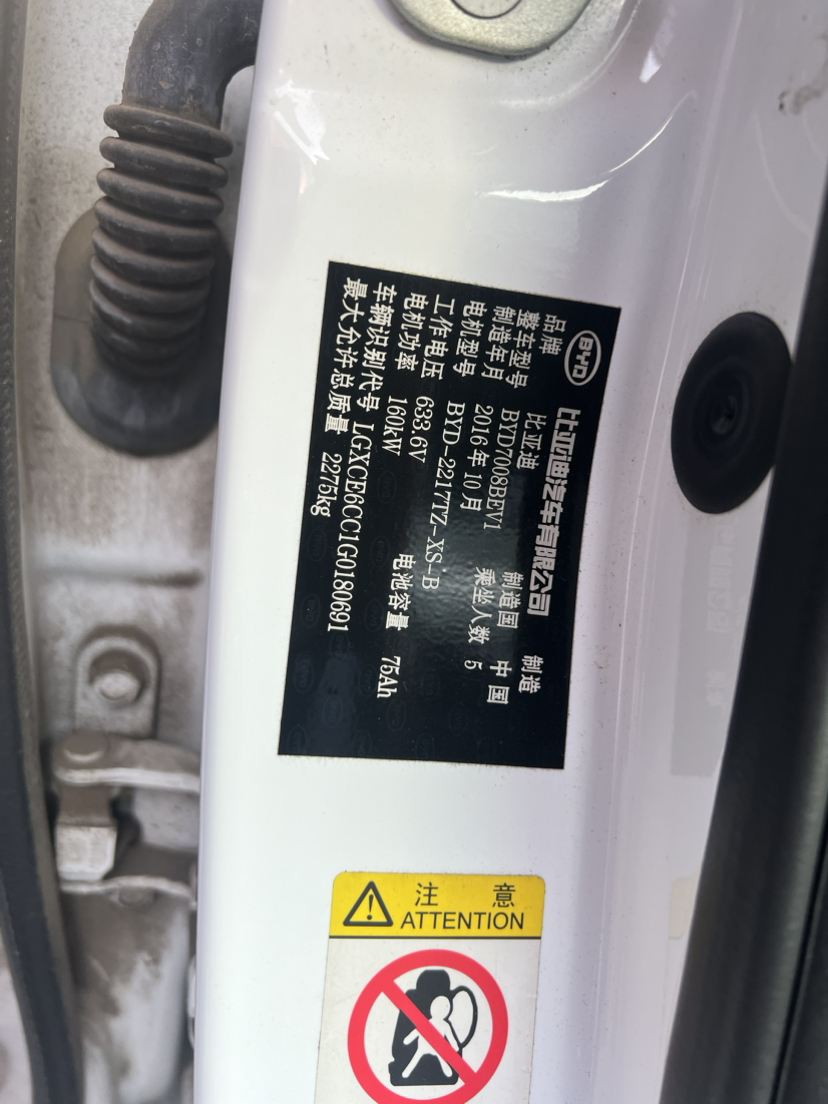 BYD 比亚迪汽车有限公司 制造
品牌 比亚迪 制造国 中国
整车型号 BYD7008BEV1 乘坐人数 5
制造年月 2016年10月
电机型号 BYD-2217TZ-XS-B
工作电压 633.6V 电池容量 75Ah
电机功率 160kW
车辆识别代号 LGXCE6CC1G0180691
最大允许总质量 2275kg
注 意
ATTENTION